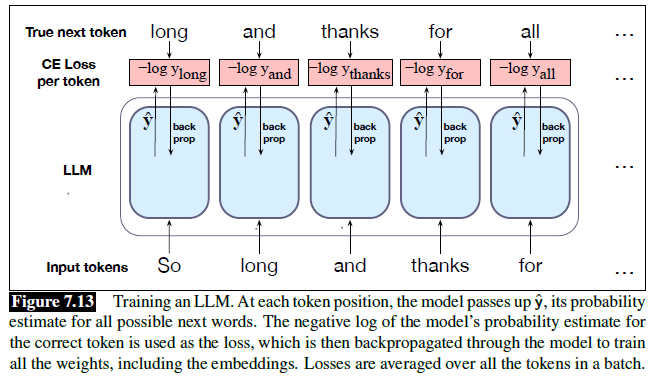 True next token long and thanks for all ...
CE Loss per token −log ylong −log yand −log ythanks −log yfor −log yall ...
ŷ back prop ŷ back prop ŷ back prop ŷ back prop ŷ back prop
LLM ...
Input tokens So long and thanks for ...
Figure 7.13 Training an LLM. At each token position, the model passes up ŷ, its probability
estimate for all possible next words. The negative log of the model's probability estimate for
the correct token is used as the loss, which is then backpropagated through the model to train
all the weights, including the embeddings. Losses are averaged over all the tokens in a batch.